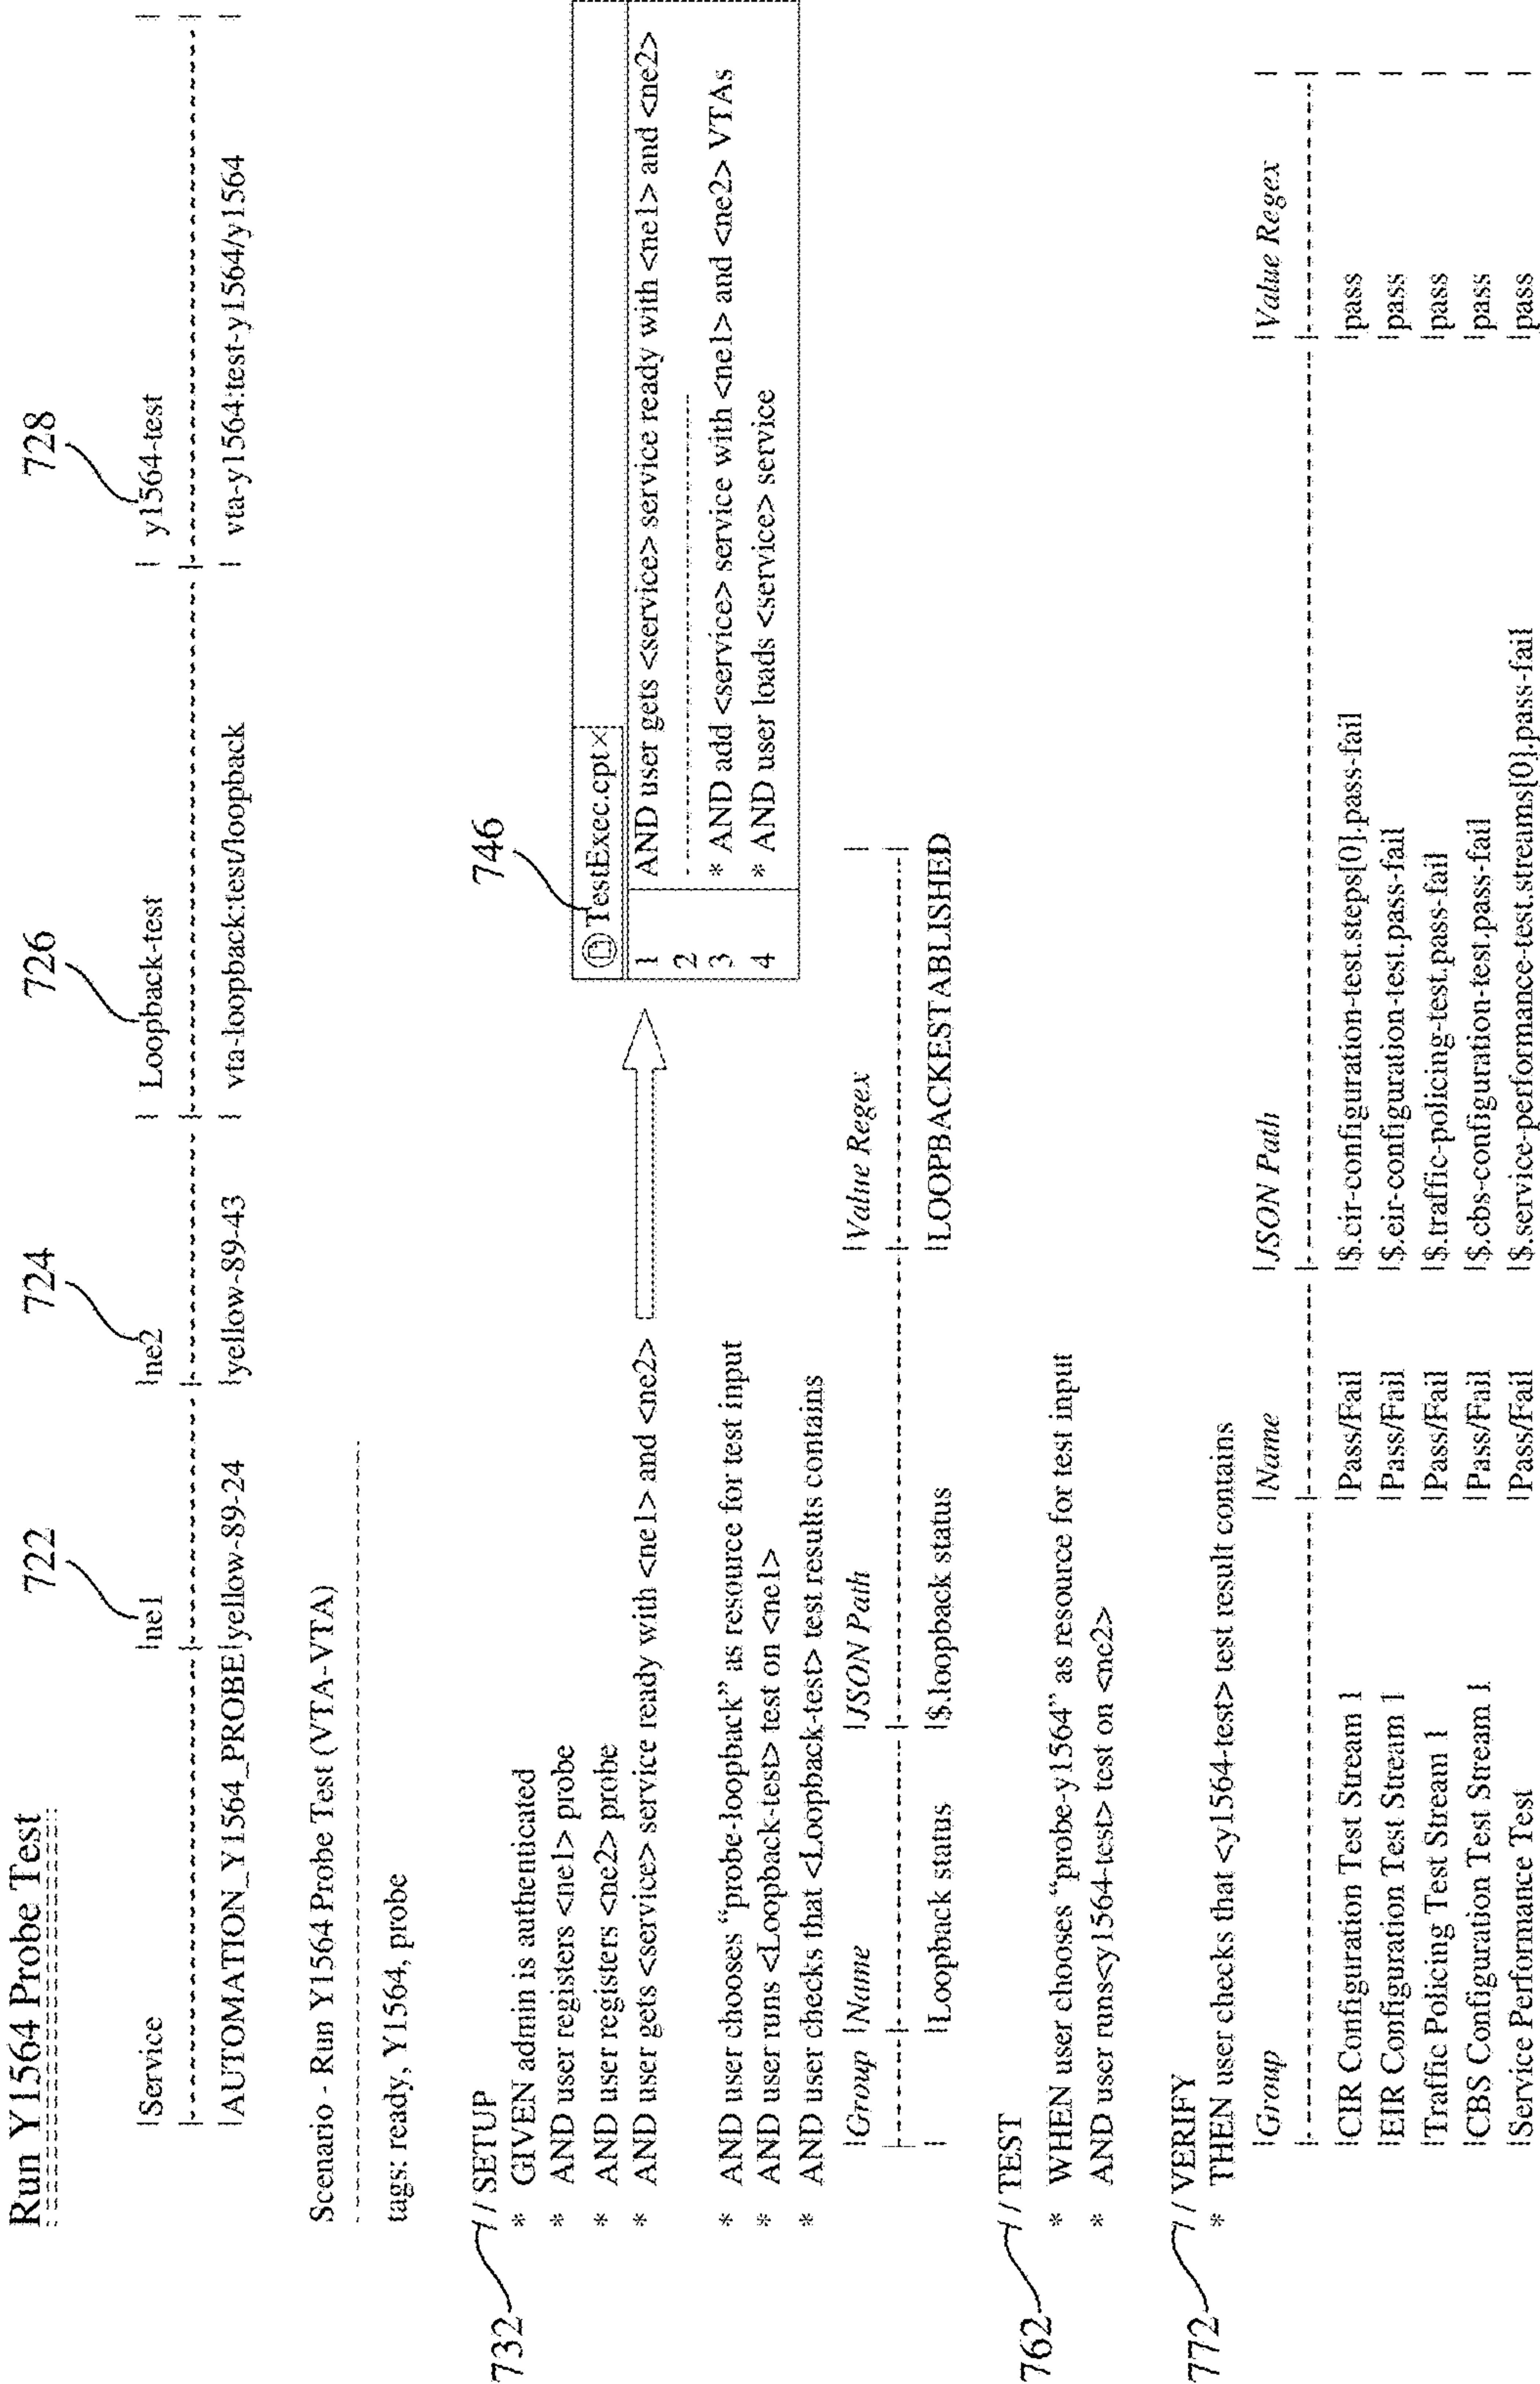 Run Y1564 Probe Test
722 724 726 728
|Service |ne1 |ne2 | Loopback-test | y1564-test |
|AUTOMATION_Y1564_PROBE|yellow-89-24 |yellow-89-43 | vta-loopback:test/loopback | vta-y1564:test-y1564/y1564 |
Scenario - Run Y1564 Probe Test (VTA-VTA)
tags: ready, Y1564, probe
732 // SETUP
* GIVEN admin is authenticated
* AND user registers <ne1> probe
* AND user registers <ne2> probe
* AND user gets <service> service ready with <ne1> and <ne2>
746
TestExec.cpt×
1 AND user gets <service> service ready with <ne1> and <ne2>
2 --------------------
3 * AND add <service> service with <ne1> and <ne2> VTAs
4 * AND user loads <service> service
* AND user chooses “probe-loopback” as resource for test input
* AND user runs <Loopback-test> test on <ne1>
* AND user checks that <Loopback-test> test results contains
|Group |Name |JSON Path |Value Regex |
| |Loopback status |$.loopback status |LOOPBACKESTABLISHED
762 // TEST
* WHEN user chooses “probe-y1564” as resource for test input
* AND user runs<y1564-test> test on <ne2>
772 // VERIFY
* THEN user checks that <y1564-test> test result contains
|Group |Name |JSON Path |Value Regex |
|CIR Configuration Test Stream 1 |Pass/Fail |$.cir-configuration-test.steps[0].pass-fail |pass |
|EIR Configuration Test Stream 1 |Pass/Fail |$.eir-configuration-test.pass-fail |pass |
|Traffic Policing Test Stream 1 |Pass/Fail |$.traffic-policing-test.pass-fail |pass |
|CBS Configuration Test Stream 1 |Pass/Fail |$.cbs-configuration-test.pass-fail |pass |
|Service Performance Test |Pass/Fail |$.service-performance-test.streams[0].pass-fail |pass |